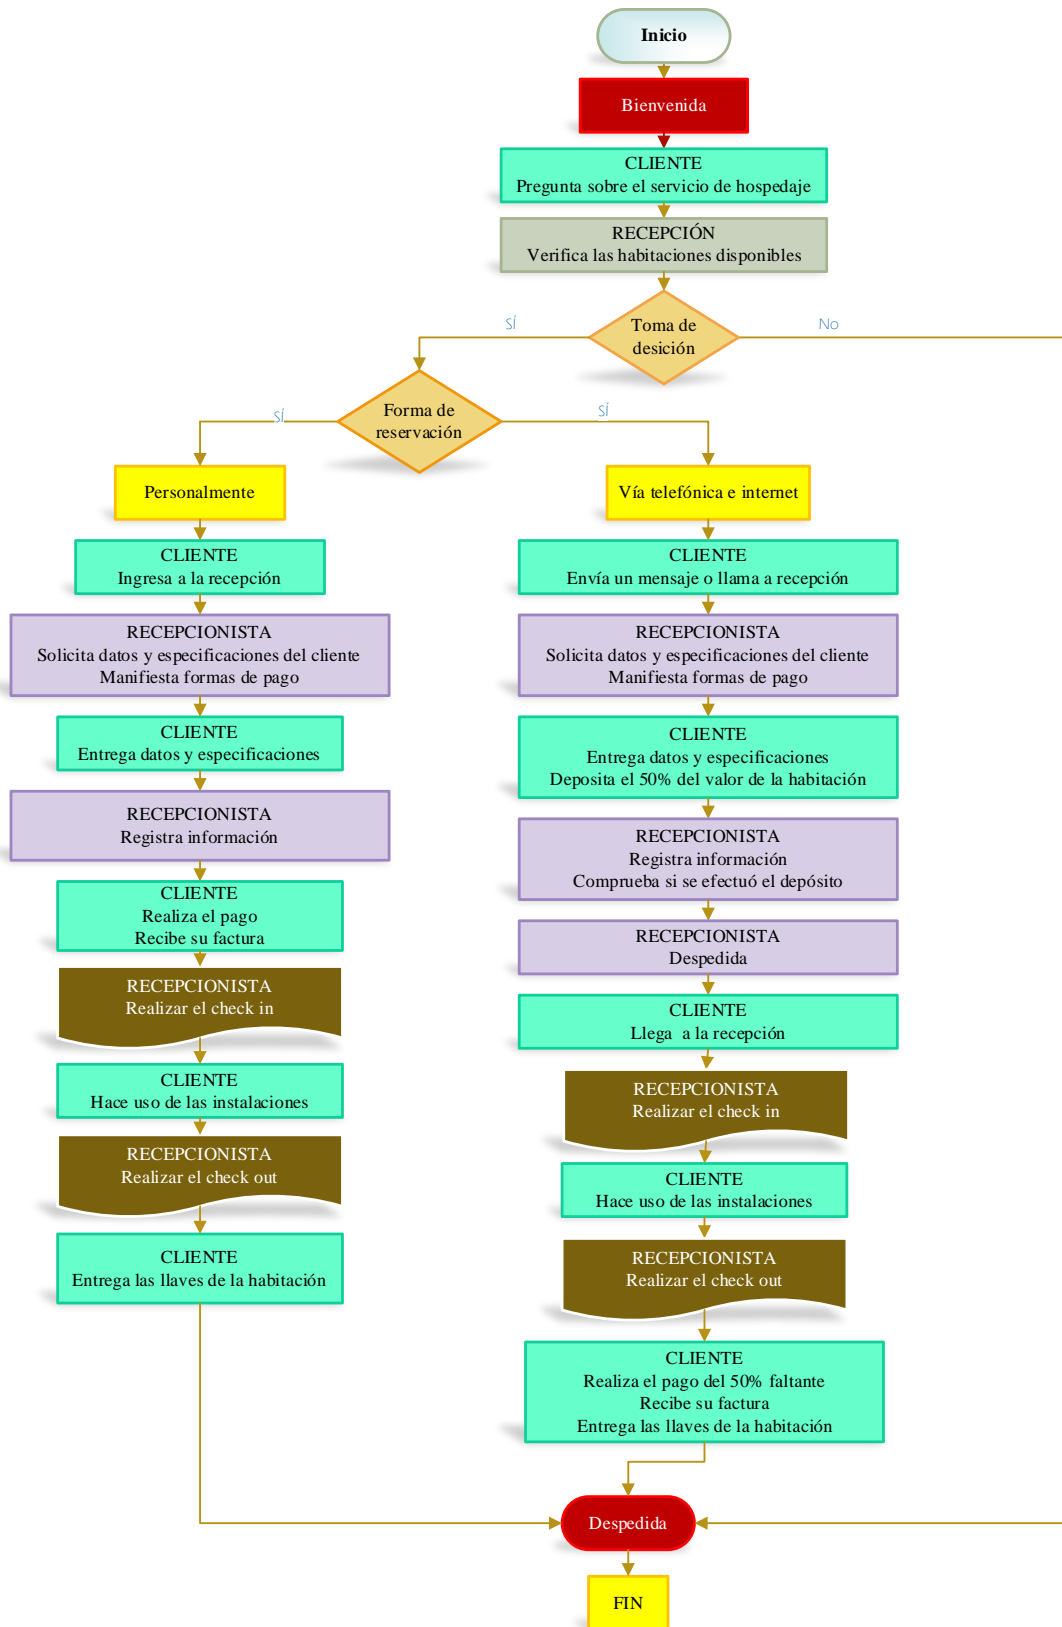 Inicio
Bienvenida
CLIENTE
Pregunta sobre el servicio de hospedaje
RECEPCIÓN
Verifica las habitaciones disponibles
Toma de
desición
SÍ
No
Forma de
reservación
SÍ
SÍ
Personalmente
CLIENTE
Ingresa a la recepción
RECEPCIONISTA
Solicita datos y especificaciones del cliente
Manifiesta formas de pago
CLIENTE
Entrega datos y especificaciones
RECEPCIONISTA
Registra información
CLIENTE
Realiza el pago
Recibe su factura
RECEPCIONISTA
Realizar el check in
CLIENTE
Hace uso de las instalaciones
RECEPCIONISTA
Realizar el check out
CLIENTE
Entrega las llaves de la habitación
Vía telefónica e internet
CLIENTE
Envía un mensaje o llama a recepción
RECEPCIONISTA
Solicita datos y especificaciones del cliente
Manifiesta formas de pago
CLIENTE
Entrega datos y especificaciones
Deposita el 50% del valor de la habitación
RECEPCIONISTA
Registra información
Comprueba si se efectuó el depósito
RECEPCIONISTA
Despedida
CLIENTE
Llega a la recepción
RECEPCIONISTA
Realizar el check in
CLIENTE
Hace uso de las instalaciones
RECEPCIONISTA
Realizar el check out
CLIENTE
Realiza el pago del 50% faltante
Recibe su factura
Entrega las llaves de la habitación
Despedida
FIN